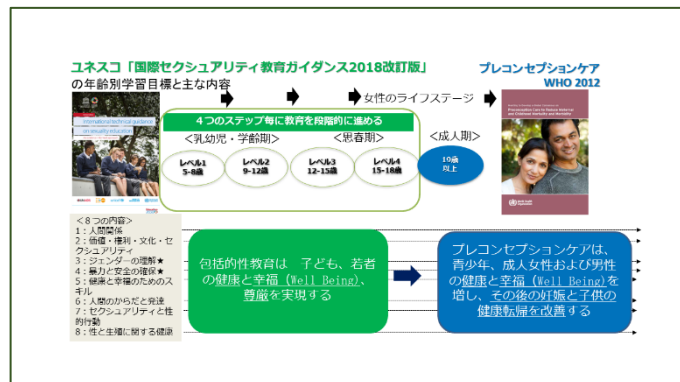 ユネスコ「国際セクシュアリティ教育ガイダンス2018改訂版」
の年齢別学習目標と主な内容
プレコンセプションケア
WHO 2012
女性のライフステージ
International technical guidance
on sexuality education
4つのステップ毎に教育を段階的に進める
<乳幼児・学齢期>
<思春期>
<成人期>
レベル1
5-8歳
レベル2
9-12歳
レベル3
12-15歳
レベル4
15-18歳
19歳
以上
<8つの内容>
1:人間関係
2:価値・権利・文化・セ
クシュアリティ
3:ジェンダーの理解★
4:暴力と安全の確保★
5:健康と幸福のためのス
キル
6:人間のからだと発達
7:セクシュアリティと性
的行動
8:性と生殖に関する健康
包括的性教育は 子ども、若者
の健康と幸福(Well Being)、
尊厳を実現する
プレコンセプションケアは、
青少年、成人女性および男性
の健康と幸福(Well Being)を
増し、その後の妊娠と子供の
健康転帰を改善する